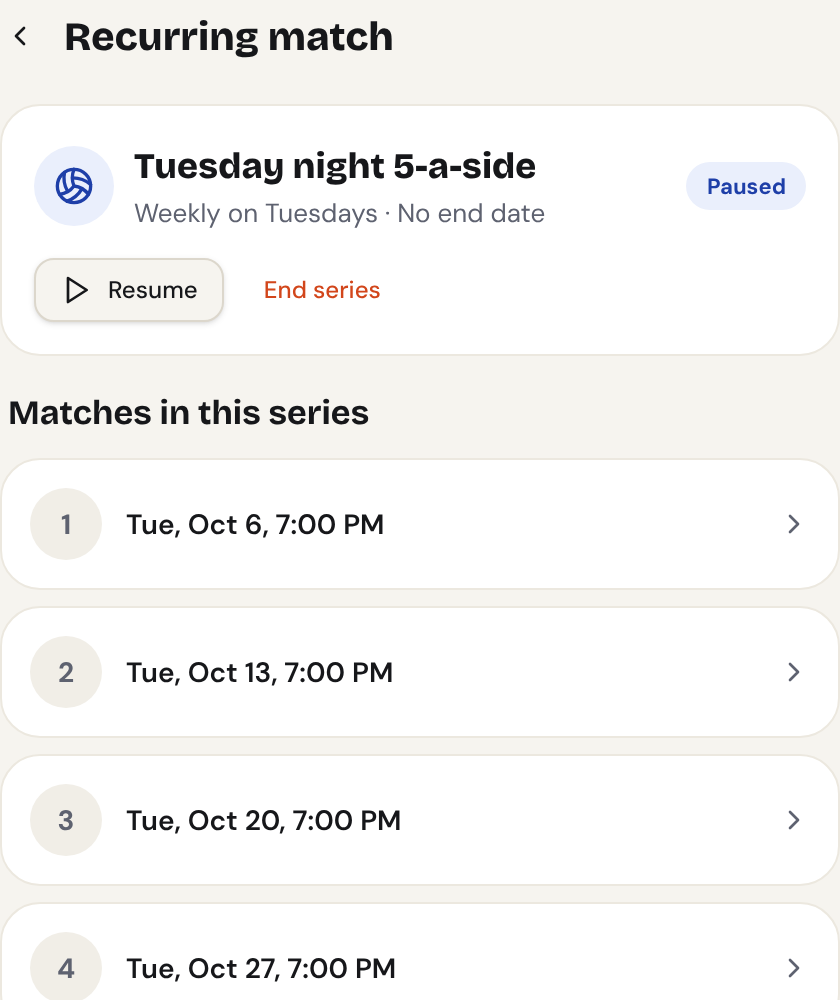 Recurring match
Tuesday night 5-a-side
Weekly on Tuesdays · No end date
Paused
Resume
End series
Matches in this series
1
Tue, Oct 6, 7:00 PM
2
Tue, Oct 13, 7:00 PM
3
Tue, Oct 20, 7:00 PM
4
Tue, Oct 27, 7:00 PM